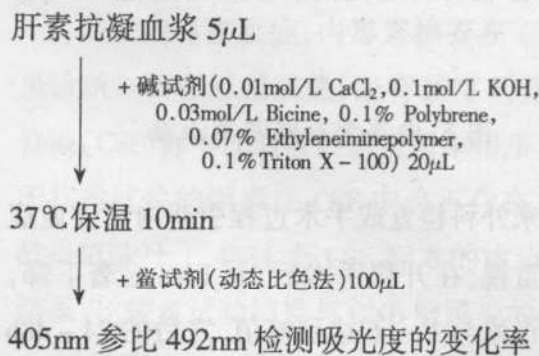 肝素抗凝血浆 5μL
+ 碱试剂(0.01mol/L CaCl₂,0.1mol/L KOH,
0.03mol/L Bicine, 0.1% Polybrene,
0.07% Ethyleneiminepolymer,
0.1%Triton X-100) 20μL
37℃保温 10min
+ 鲎试剂(动态比色法)100μL
405nm 参比 492nm 检测吸光度的变化率